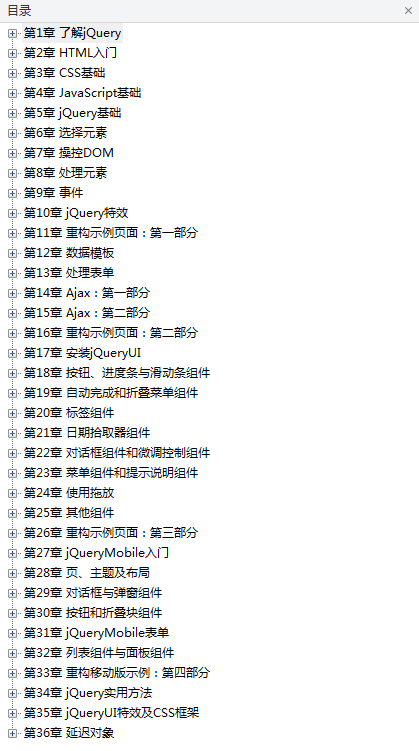 目录
第1章 了解jQuery
第2章 HTML入门
第3章 CSS基础
第4章 JavaScript基础
第5章 jQuery基础
第6章 选择元素
第7章 操控DOM
第8章 处理元素
第9章 事件
第10章 jQuery特效
第11章 重构示例页面：第一部分
第12章 数据模板
第13章 处理表单
第14章 Ajax：第一部分
第15章 Ajax：第二部分
第16章 重构示例页面：第二部分
第17章 安装jQueryUI
第18章 按钮、进度条与滑动条组件
第19章 自动完成和折叠菜单组件
第20章 标签组件
第21章 日期拾取器组件
第22章 对话框组件和微调控制组件
第23章 菜单组件和提示说明组件
第24章 使用拖放
第25章 其他组件
第26章 重构示例页面：第三部分
第27章 jQueryMobile入门
第28章 页、主题及布局
第29章 对话框与弹窗组件
第30章 按钮和折叠块组件
第31章 jQueryMobile表单
第32章 列表组件与面板组件
第33章 重构移动版示例：第四部分
第34章 jQuery实用方法
第35章 jQueryUI特效及CSS框架
第36章 延迟对象